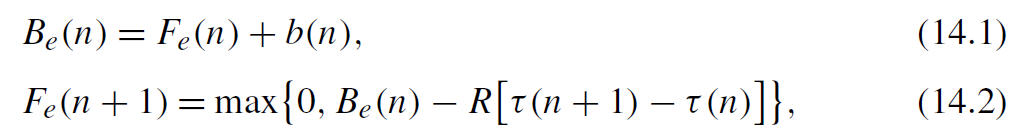 Bₑ(n) = Fₑ(n) + b(n), (14.1)
Fₑ(n + 1) = max{0, Bₑ(n) − R[τ(n + 1) − τ(n)]}, (14.2)